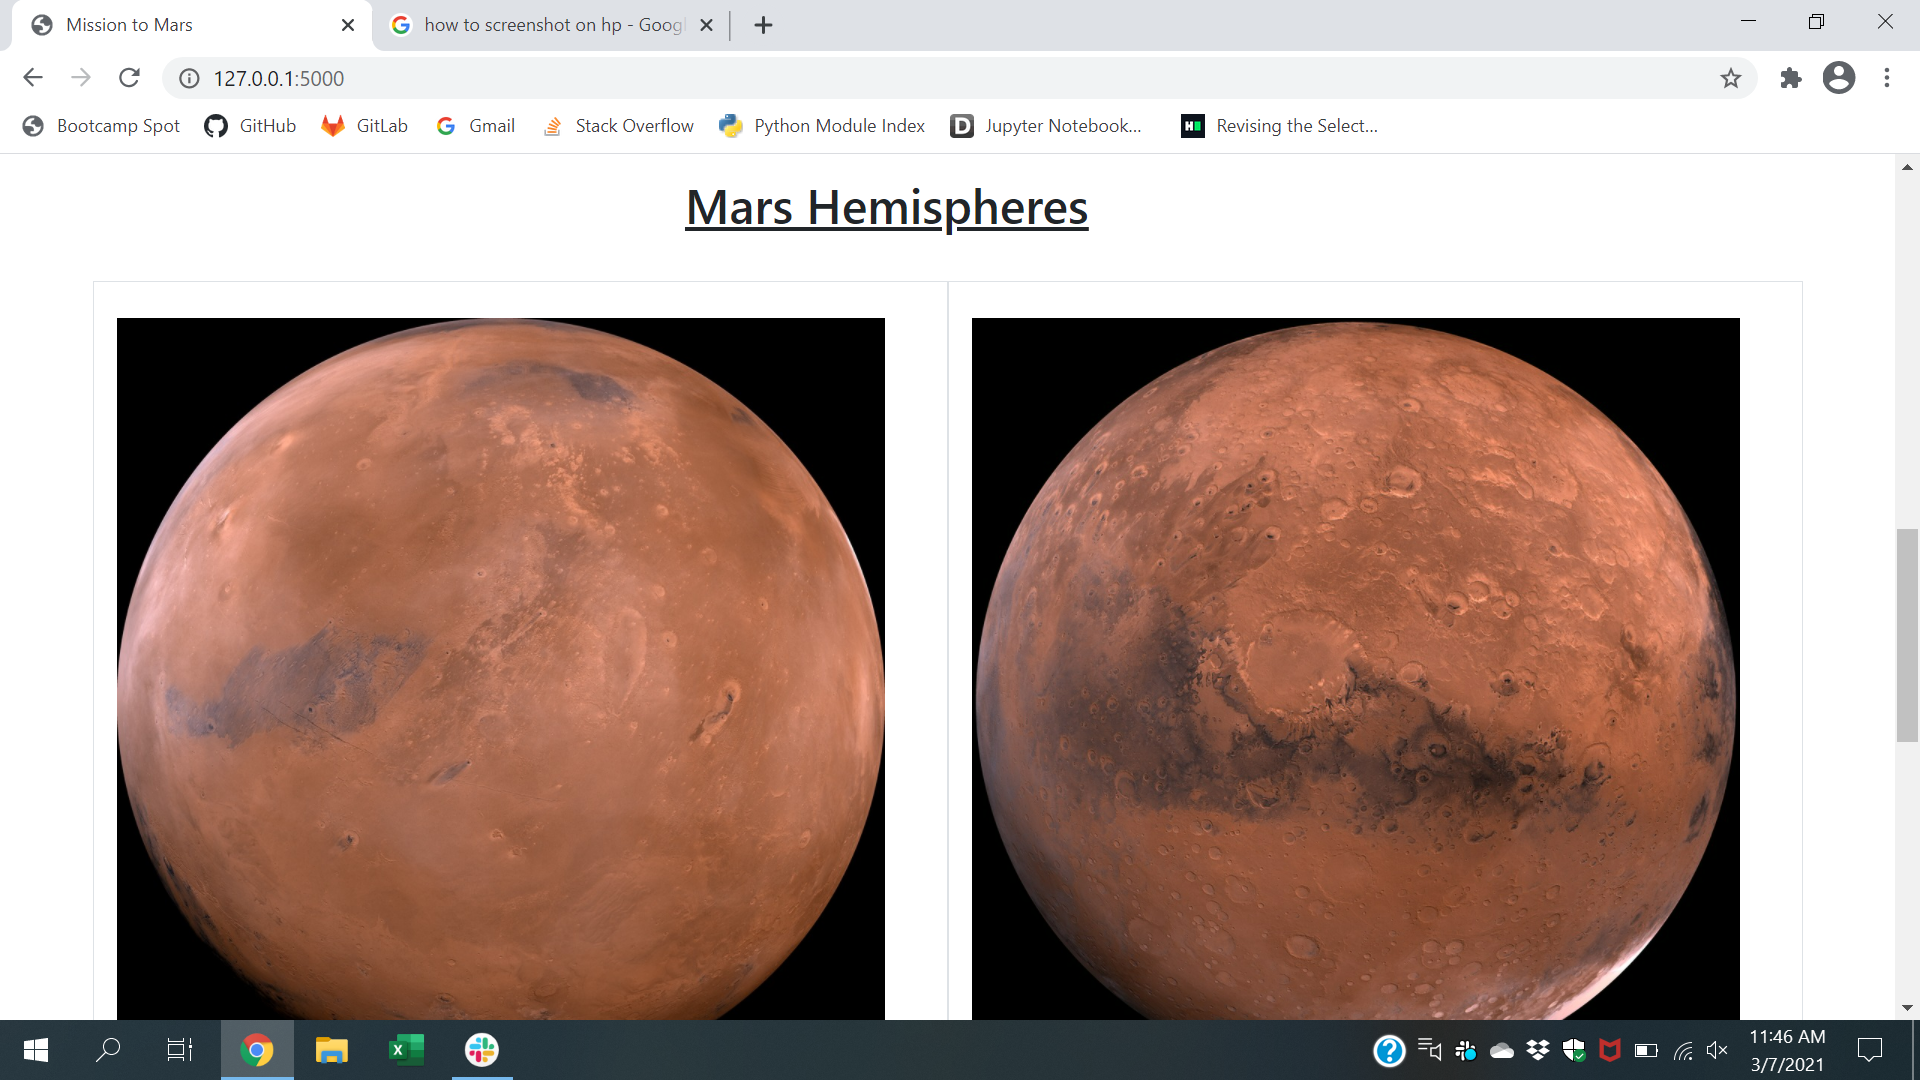 Mission to Mars
how to screenshot on hp - Goog
127.0.0.1:5000
Bootcamp Spot
GitHub
GitLab
Gmail
Stack Overflow
Python Module Index
D
Jupyter Notebook...
H
Revising the Select...
Mars Hemispheres
X
?
11:46 AM
3/7/2021